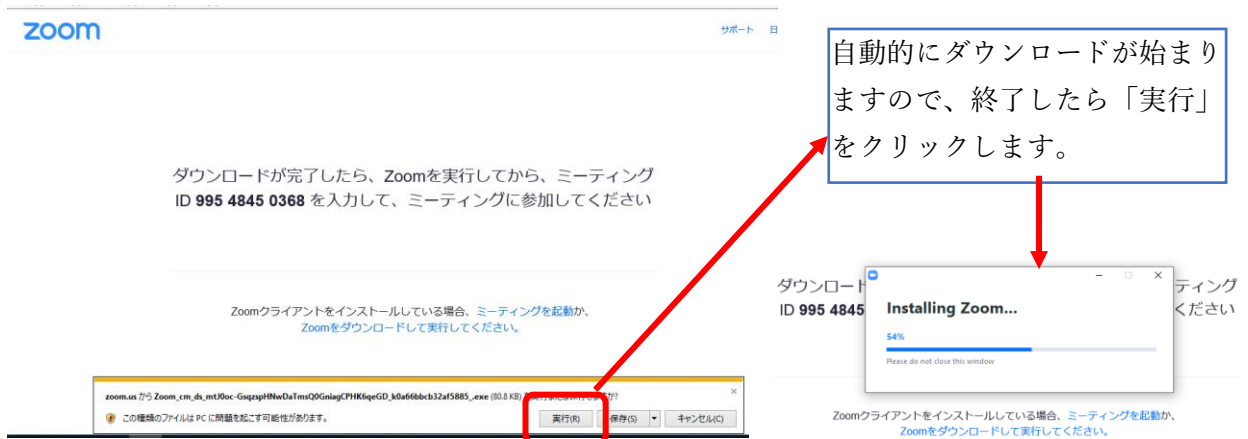 zoom
サポート 日
自動的にダウンロードが始まり
ますので、終了したら「実行」
をクリックします。
ダウンロードが完了したら、Zoomを実行してから、ミーティング
ID 995 4845 0368 を入力して、ミーティングに参加してください
Zoomクライアントをインストールしている場合、ミーティングを起動か、
Zoomをダウンロードして実行してください。
zoom.us から (80.8 KB)
この種類のファイルは PC に問題を起こす可能性があります。
実行(R) 保存(S) キャンセル(C)
ダウンロード ティング
ID 995 4845 ください
Installing Zoom...
54%
Please do not close this window
Zoomクライアントをインストールしている場合、ミーティングを起動か、
Zoomをダウンロードして実行してください。